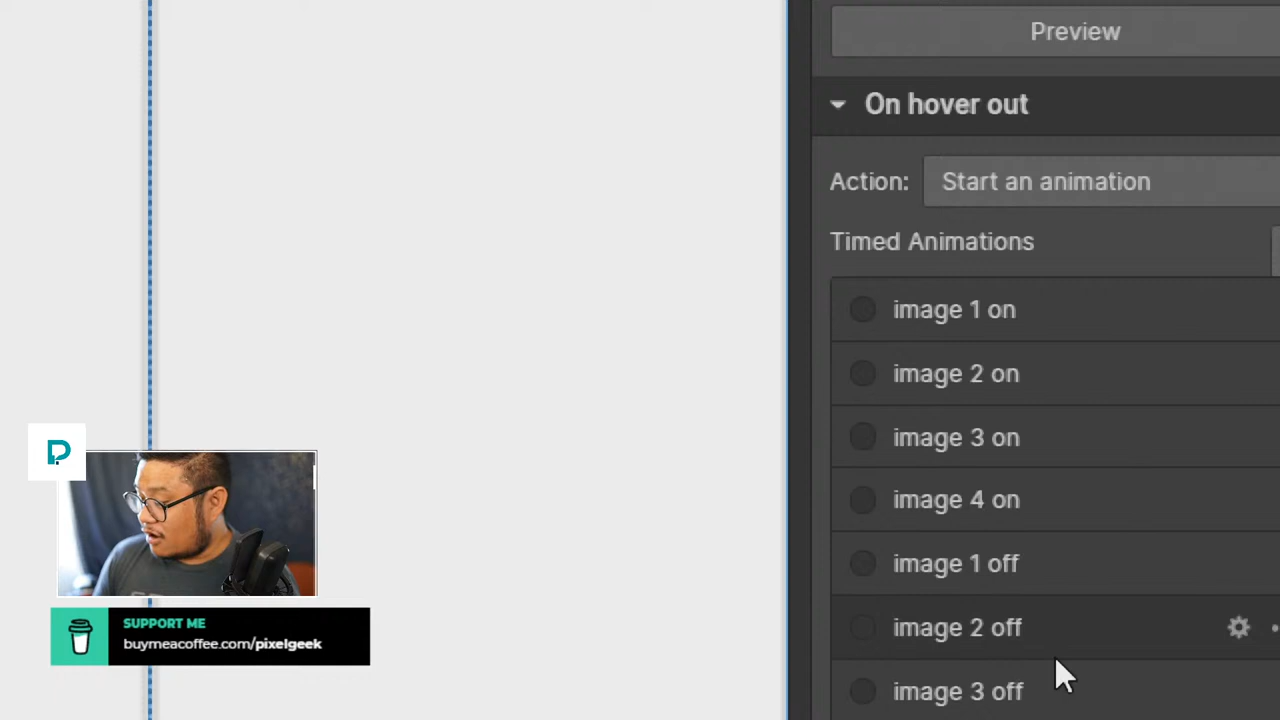 Preview
On hover out
Action: Start an animation
Timed Animations
image 1 on
image 2 on
image 3 on
image 4 on
image 1 off
image 2 off
image 3 off
SUPPORT ME
buymeacoffee.com/pixelgeek